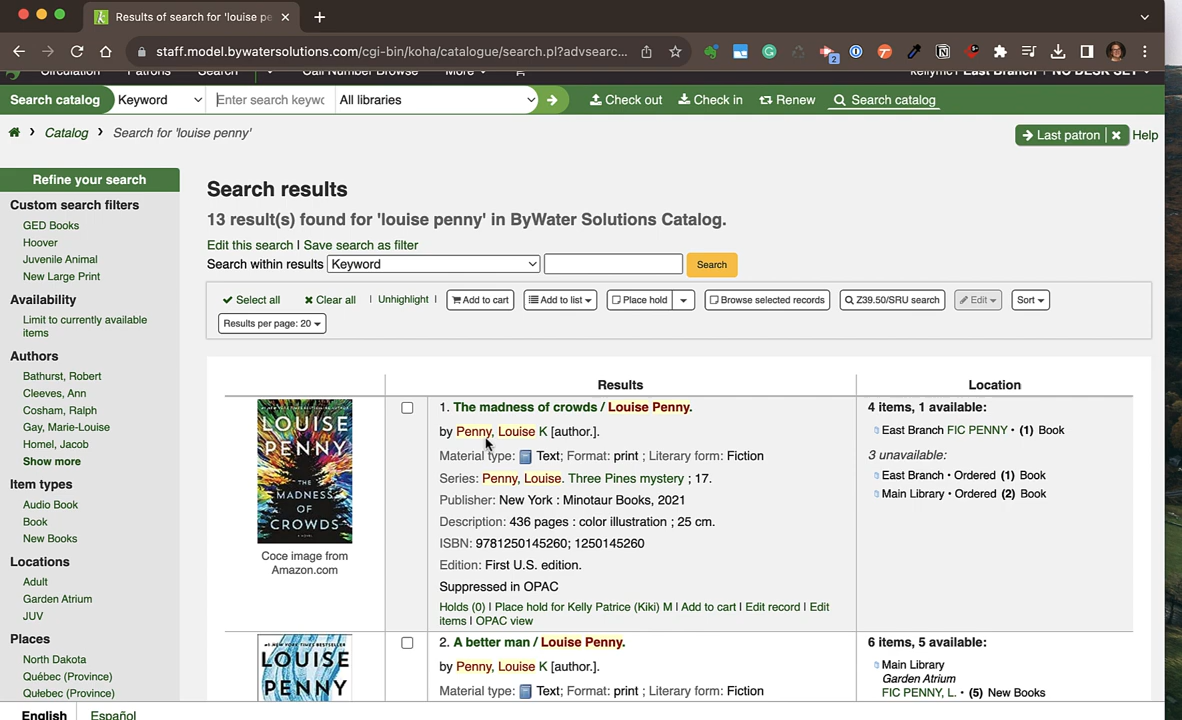 Results of search for 'louise pe
staff.model.bywatersolutions.com/cgi-bin/koha/catalogue/search.pl?advsearc...
2
Circulation Patrons Search Call Number Browse More
kellymc | East Branch | NO DESK SET
Search catalog Keyword Enter search keywo All libraries Check out Check in Renew Search catalog
Catalog Search for 'louise penny'
Last patron Help
Refine your search
Custom search filters
GED Books
Hoover
Juvenile Animal
New Large Print
Availability
Limit to currently available
items
Authors
Bathurst, Robert
Cleeves, Ann
Cosham, Ralph
Gay, Marie-Louise
Homel, Jacob
Show more
Item types
Audio Book
Book
New Books
Locations
Adult
Garden Atrium
JUV
Places
North Dakota
Québec (Province)
Quebec (Province)
Search results
13 result(s) found for 'louise penny' in ByWater Solutions Catalog.
Edit this search | Save search as filter
Search within results Keyword Search
Select all Clear all | Unhighlight | Add to cart Add to list Place hold Browse selected records Z39.50/SRU search Edit Sort
Results per page: 20
Results Location
LOUISE
PENNY
THE
MADNESS
OF
CROWDS
Coce image from
Amazon.com
1. The madness of crowds / Louise Penny.
by Penny, Louise K [author.].
Material type: Text; Format: print ; Literary form: Fiction
Series: Penny, Louise. Three Pines mystery ; 17.
Publisher: New York : Minotaur Books, 2021
Description: 436 pages : color illustration ; 25 cm.
ISBN: 9781250145260; 1250145260
Edition: First U.S. edition.
Suppressed in OPAC
Holds (0) | Place hold for Kelly Patrice (Kiki) M | Add to cart | Edit record | Edit
items | OPAC view
4 items, 1 available:
East Branch FIC PENNY • (1) Book
3 unavailable:
East Branch • Ordered (1) Book
Main Library • Ordered (2) Book
LOUISE
PENNY
2. A better man / Louise Penny.
by Penny, Louise K [author.].
Material type: Text; Format: print ; Literary form: Fiction
6 items, 5 available:
Main Library
Garden Atrium
FIC PENNY, L. • (5) New Books
English Español